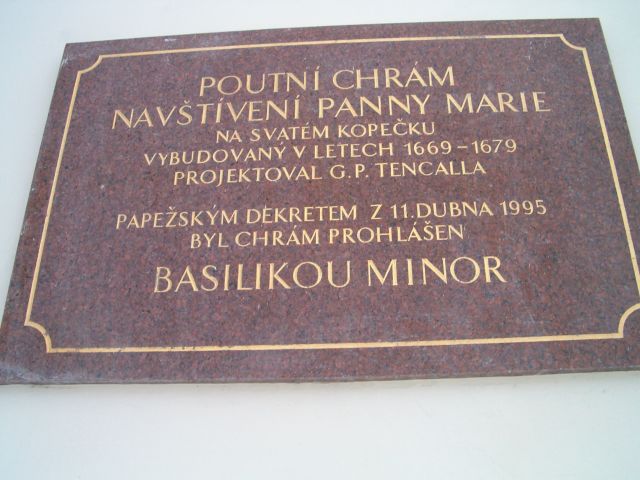 POUTNÍ CHRÁM
NAVŠTÍVENÍ PANNY MARIE
NA SVATÉM KOPEČKU
VYBUDOVANÝ V LETECH 1669-1679
PROJEKTOVAL G.P. TENCALLA
PAPEŽSKÝM DEKRETEM Z 11.DUBNA 1995
BYL CHRÁM PROHLÁŠEN
BASILIKOU MINOR